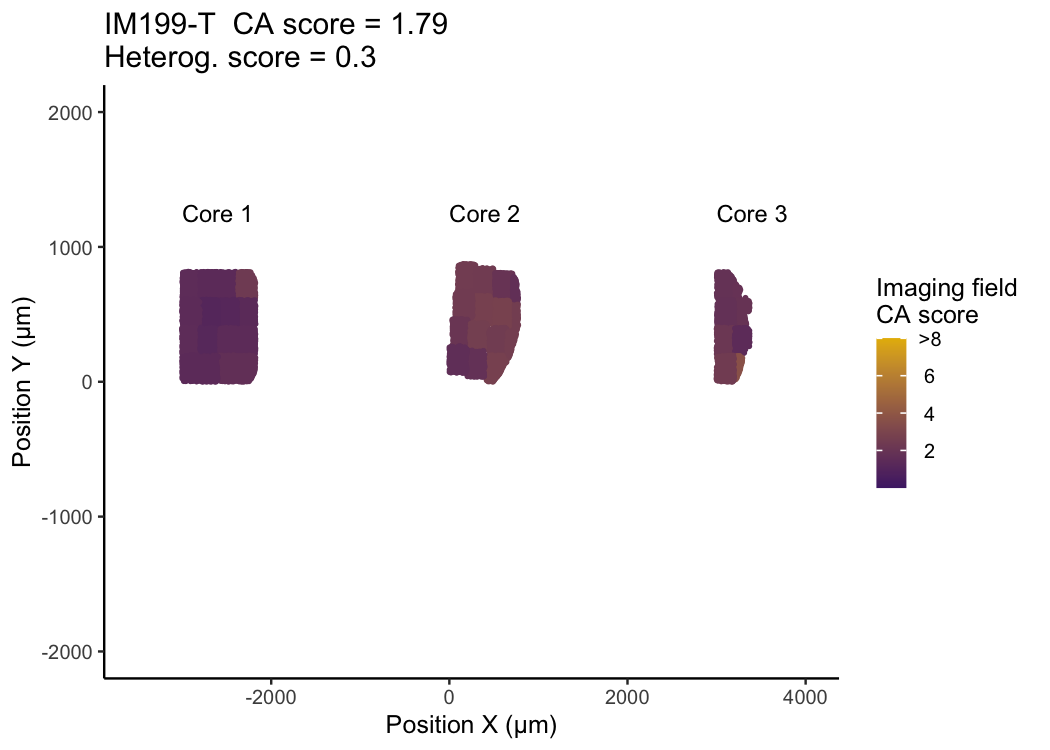 IM199-T  CA score = 1.79
Heterog. score = 0.3
Core 1
Core 2
Core 3
Position Y (μm)
2000
1000
0
-1000
-2000
-2000
0
2000
4000
Position X (μm)
Imaging field
CA score
>8
6
4
2